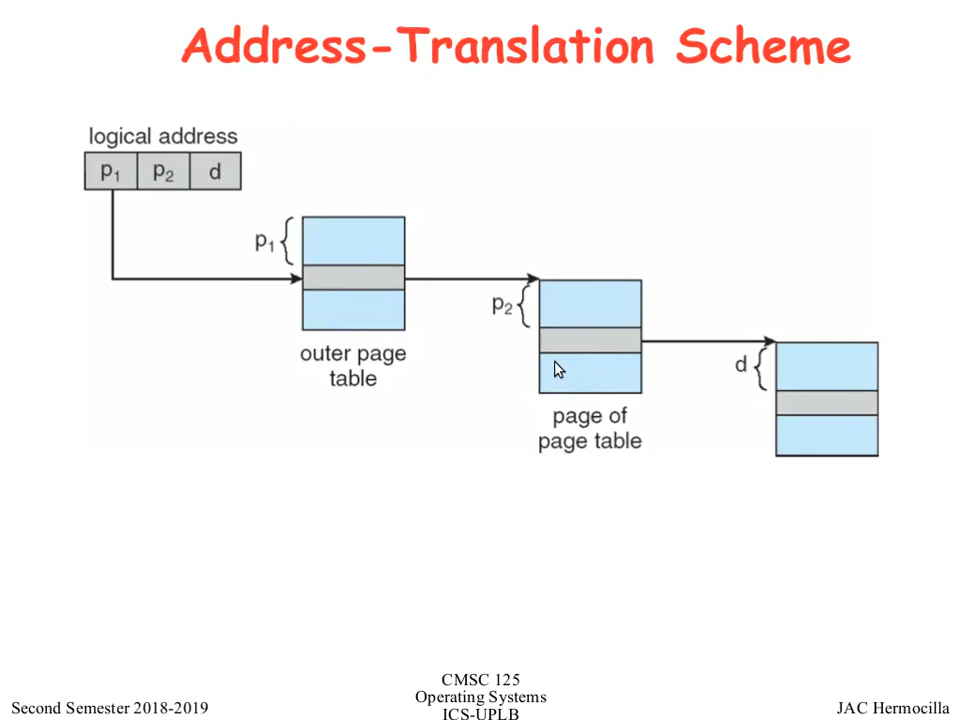 Address-Translation Scheme
logical address
p1 p2 d
p1
outer page
table
p2
page of
page table
d
Second Semester 2018-2019
CMSC 125
Operating Systems
ICS-UPLB
JAC Hermocilla